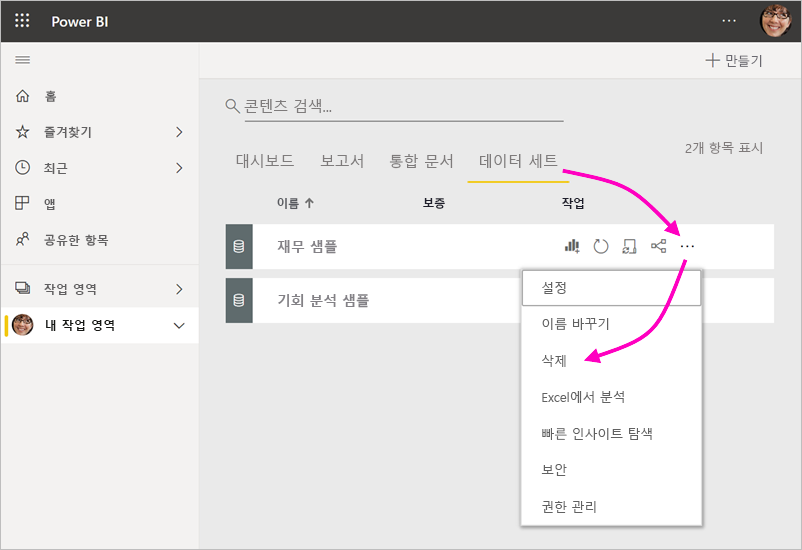 Power BI
만들기
홈
즐겨찾기
최근
앱
공유한 항목
작업 영역
내 작업 영역
콘텐츠 검색...
2개 항목 표시
대시보드 보고서 통합 문서 데이터 세트
이름 보증 작업
재무 샘플
기회 분석 샘플
설정
이름 바꾸기
삭제
Excel에서 분석
빠른 인사이트 탐색
보안
권한 관리